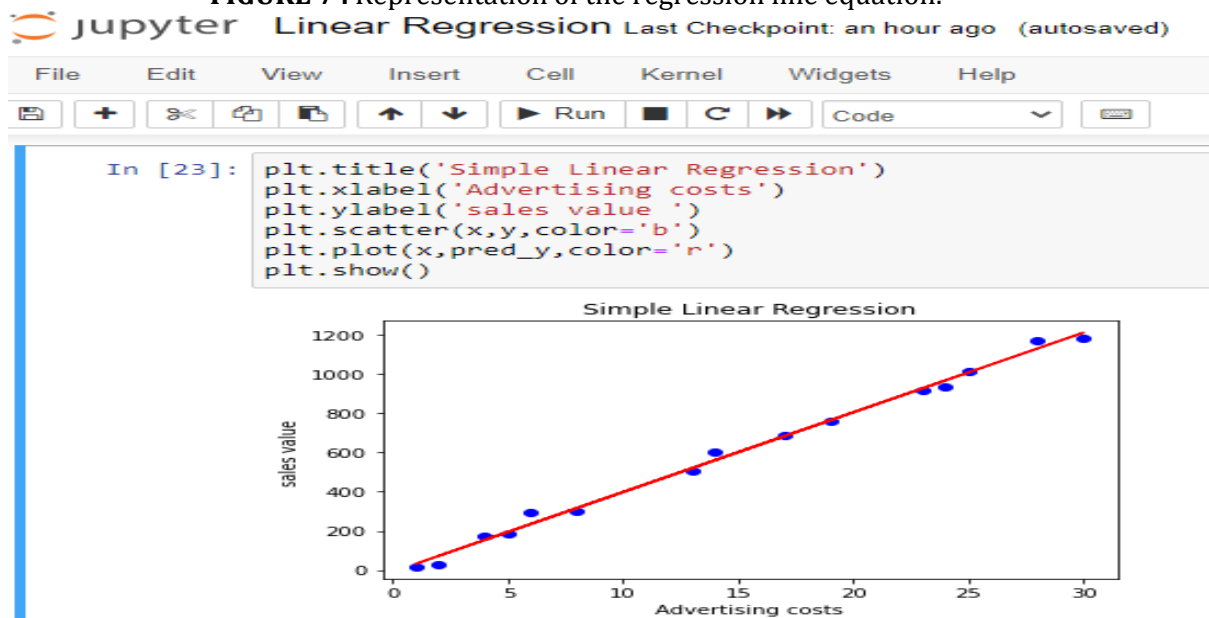 FIGURE 7 Representation of the regression line equation.
jupyter Linear Regression Last Checkpoint: an hour ago (autosaved)
File Edit View Insert Cell Kernel Widgets Help
Run Code
In [23]: plt.title('Simple Linear Regression')
plt.xlabel('Advertising costs')
plt.ylabel('sales value ')
plt.scatter(x,y,color='b')
plt.plot(x,pred_y,color='r')
plt.show()
Simple Linear Regression
1200
1000
800
600
400
200
0
sales value
0 5 10 15 20 25 30
Advertising costs